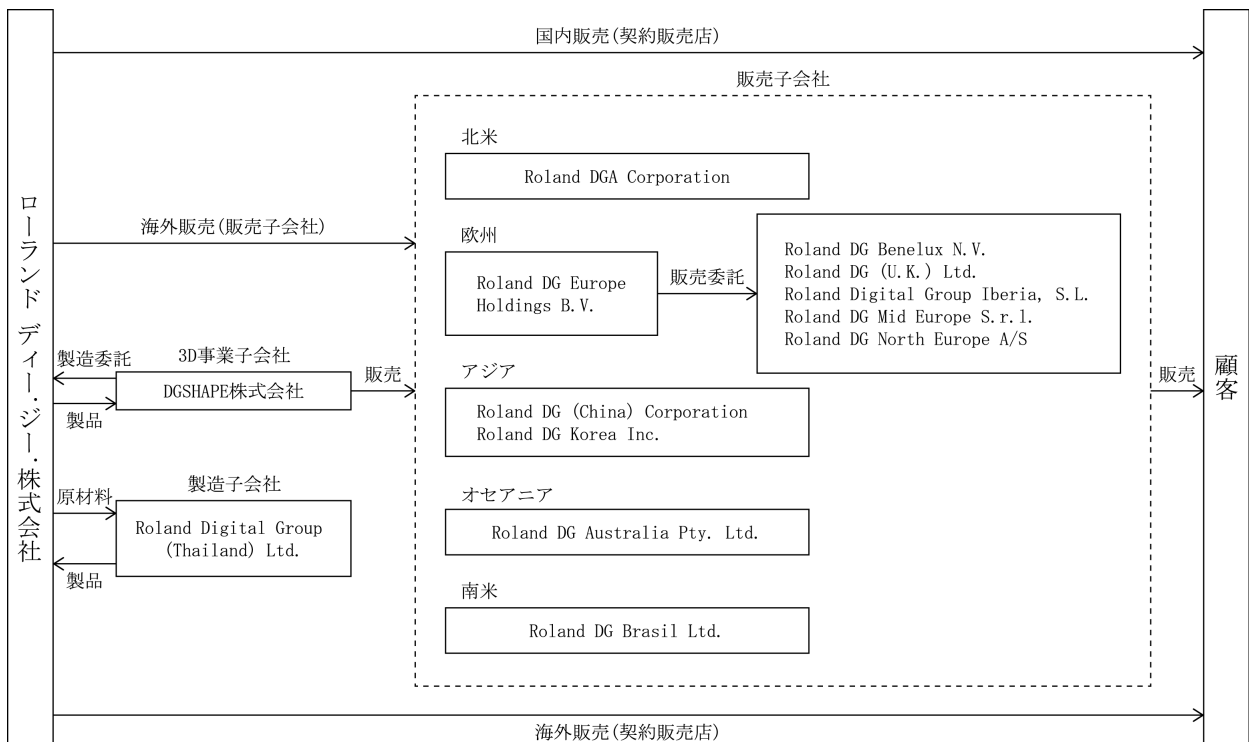 国内販売(契約販売店)
販売子会社
ローランド ディー.ジー.株式会社
海外販売(販売子会社)
製造委託
3D事業子会社
DGSHAPE株式会社
製品
販売
原材料
製造子会社
Roland Digital Group
(Thailand) Ltd.
製品
北米
Roland DGA Corporation
欧州
Roland DG Europe
Holdings B.V.
販売委託
Roland DG Benelux N.V.
Roland DG (U.K.) Ltd.
Roland Digital Group Iberia, S.L.
Roland DG Mid Europe S.r.l.
Roland DG North Europe A/S
アジア
Roland DG (China) Corporation
Roland DG Korea Inc.
オセアニア
Roland DG Australia Pty. Ltd.
南米
Roland DG Brasil Ltd.
販売
顧客
海外販売(契約販売店)